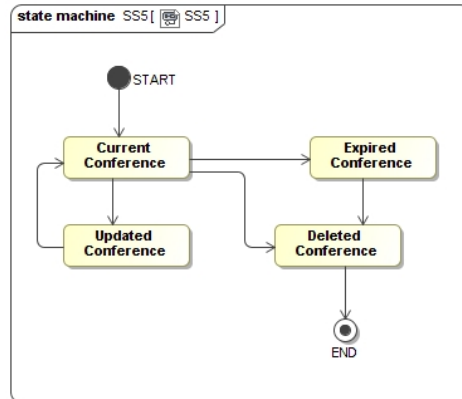 state machine SS5 [ SS5 ]
START
Current
Conference
Expired
Conference
Updated
Conference
Deleted
Conference
END